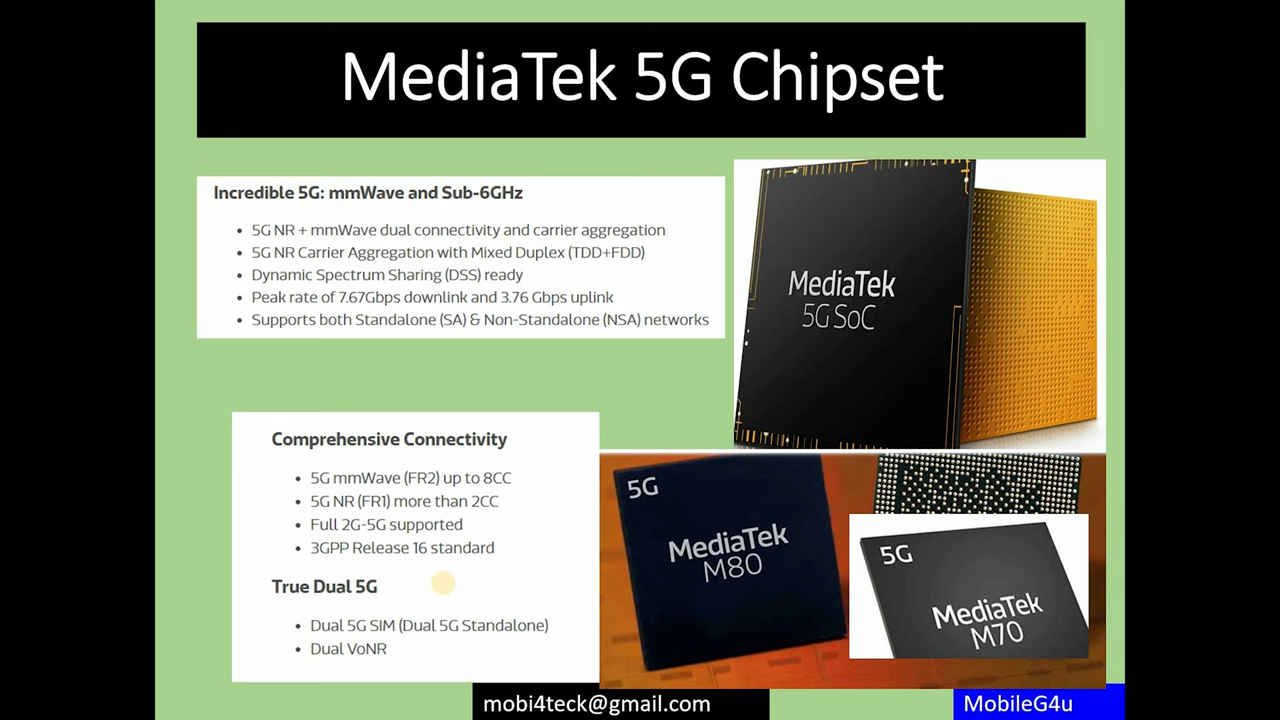 MediaTek 5G Chipset
Incredible 5G: mmWave and Sub-6GHz
• 5G NR + mmWave dual connectivity and carrier aggregation
• 5G NR Carrier Aggregation with Mixed Duplex (TDD+FDD)
• Dynamic Spectrum Sharing (DSS) ready
• Peak rate of 7.67Gbps downlink and 3.76 Gbps uplink
• Supports both Standalone (SA) & Non-Standalone (NSA) networks
MediaTek
5G SoC
Comprehensive Connectivity
• 5G mmWave (FR2) up to 8CC
• 5G NR (FR1) more than 2CC
• Full 2G-5G supported
• 3GPP Release 16 standard
True Dual 5G
• Dual 5G SIM (Dual 5G Standalone)
• Dual VoNR
5G
MediaTek
M80
5G
MediaTek
M70
mobi4teck@gmail.com
MobileG4u